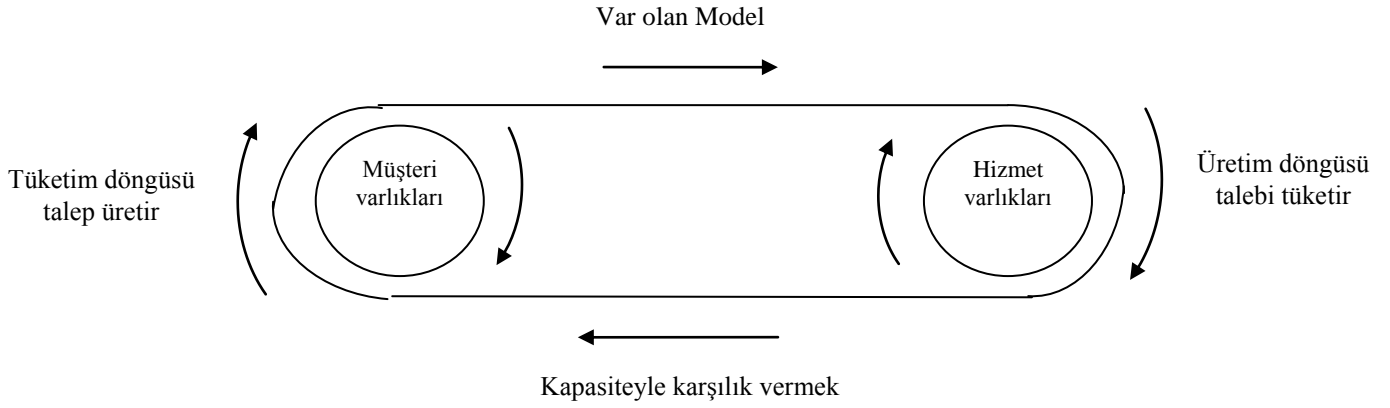 Var olan Model
Tüketim döngüsü
talep üretir
Müşteri
varlıkları
Hizmet
varlıkları
Üretim döngüsü
talebi tüketir
Kapasiteyle karşılık vermek